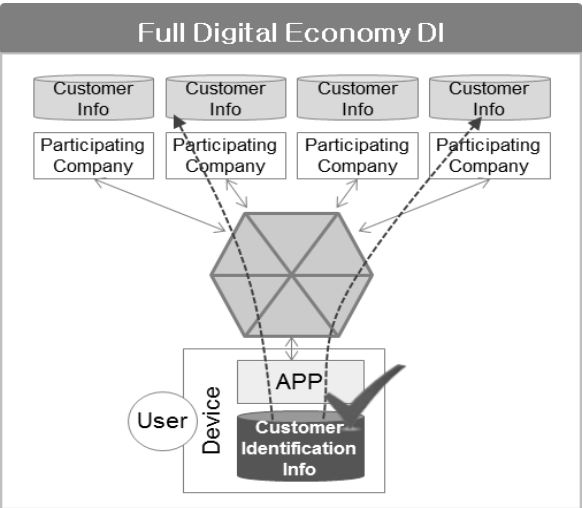 Full Digital Economy DI
Customer Info
Customer Info
Customer Info
Customer Info
Participating Company
Participating Company
Participating Company
Participating Company
APP
User
Device
Customer
Identification
Info